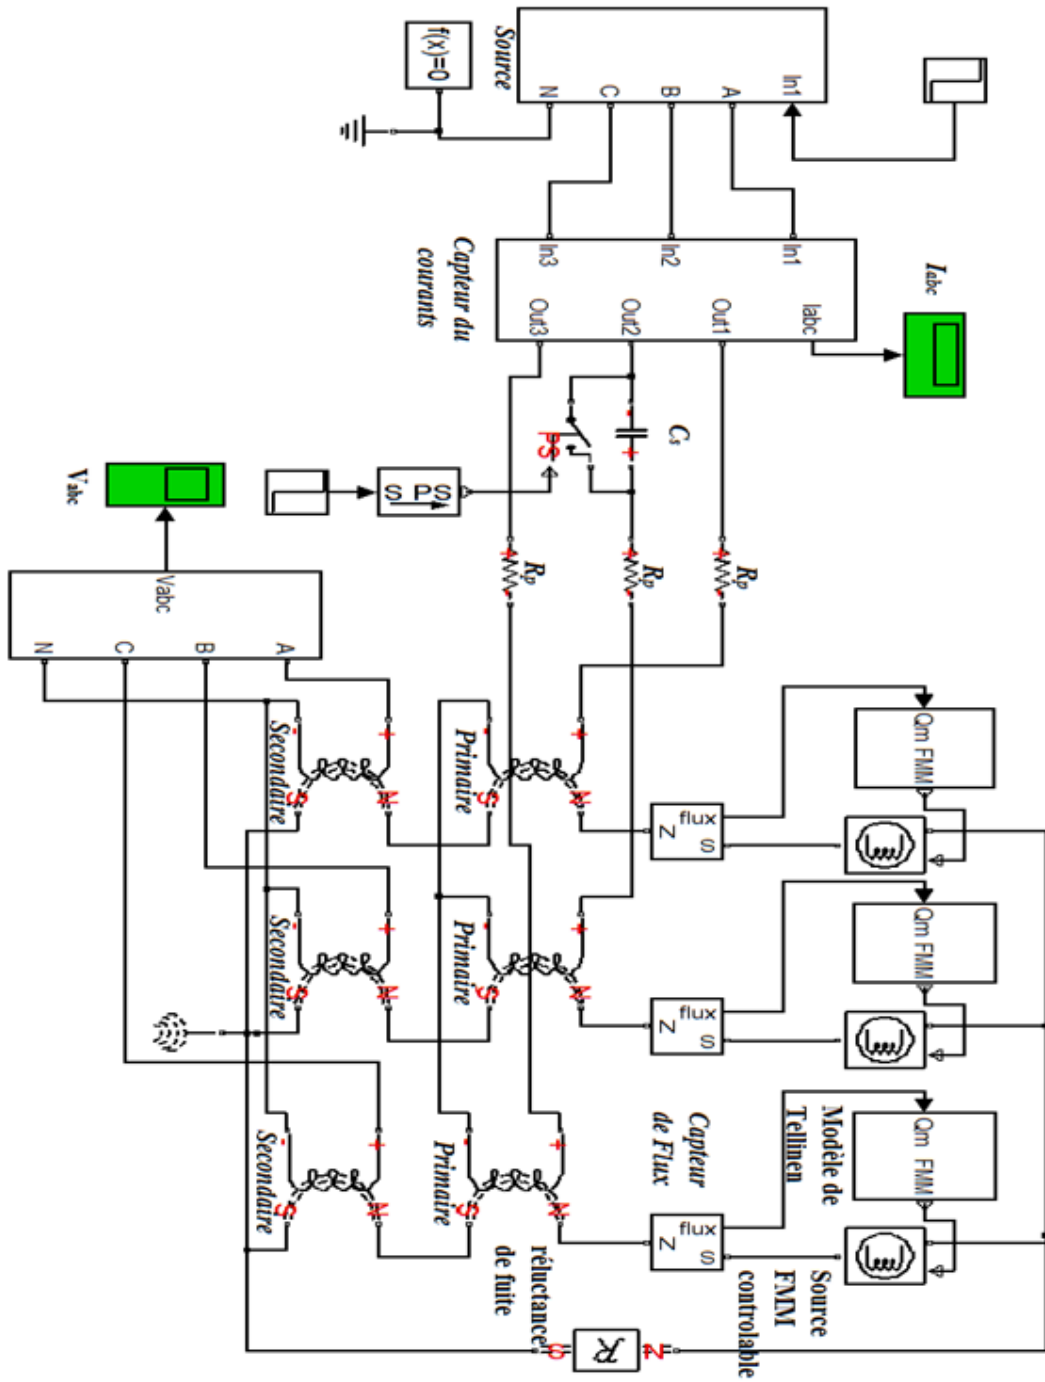 Source
f(x)=0
In1
A
B
C
N
Iabc
Capteur du
courants
In1
In2
In3
Iabc
Out1
Out2
Out3
Cs
PS
S PS
Rp
Rp
Rp
Vabc
Vabc
A
B
C
N
Primaire
+
-
N
S
Secondaire
+
-
N
S
Primaire
+
-
N
S
Secondaire
+
-
N
S
Primaire
+
-
N
S
Secondaire
+
-
N
S
flux
N
S
flux
N
S
flux
N
S
Qm FMM
Qm FMM
Qm FMM
Capteur
de Flux
Modèle de
Tellinen
Source
FMM
controlable
réluctance
de fuite
N
R
S